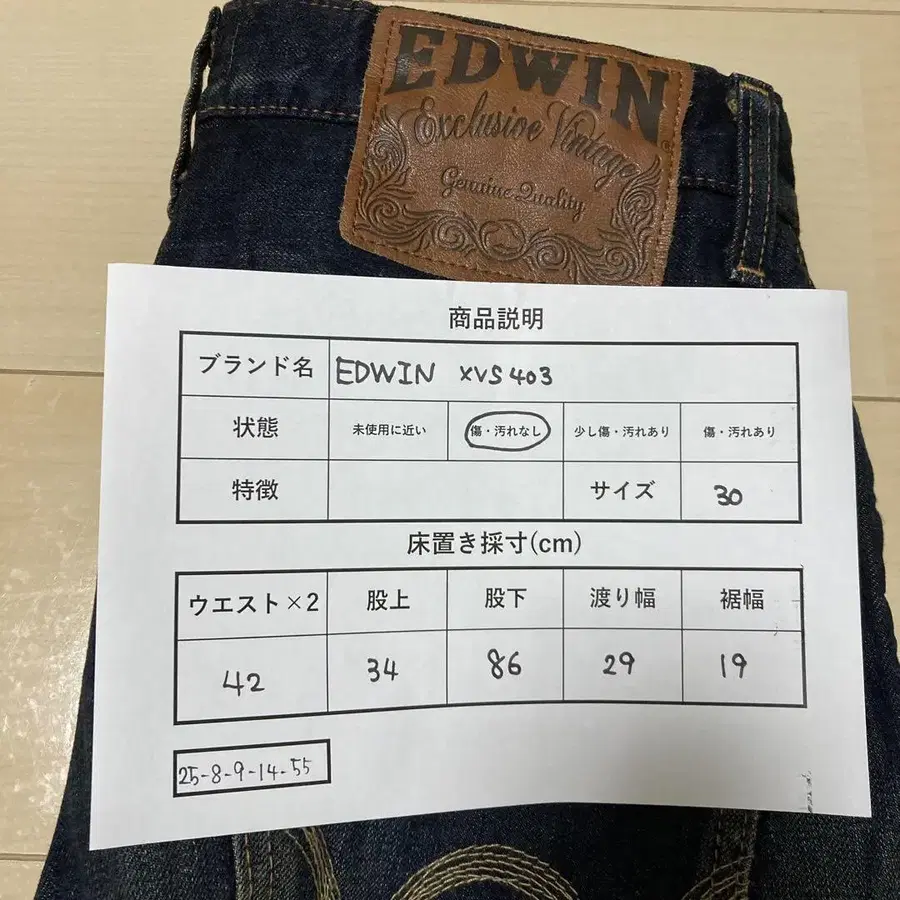 EDWIN
Exclusive Vintage
Genuine Quality
商品説明
ブランド名 EDWIN XVS403
状態 未使用に近い 傷・汚れなし 少し傷・汚れあり 傷・汚れあり
特徴 サイズ 30
床置き採寸(cm)
ウエスト×2 股上 股下 渡り幅 裾幅
42 34 86 29 19
25-8-9-14-55